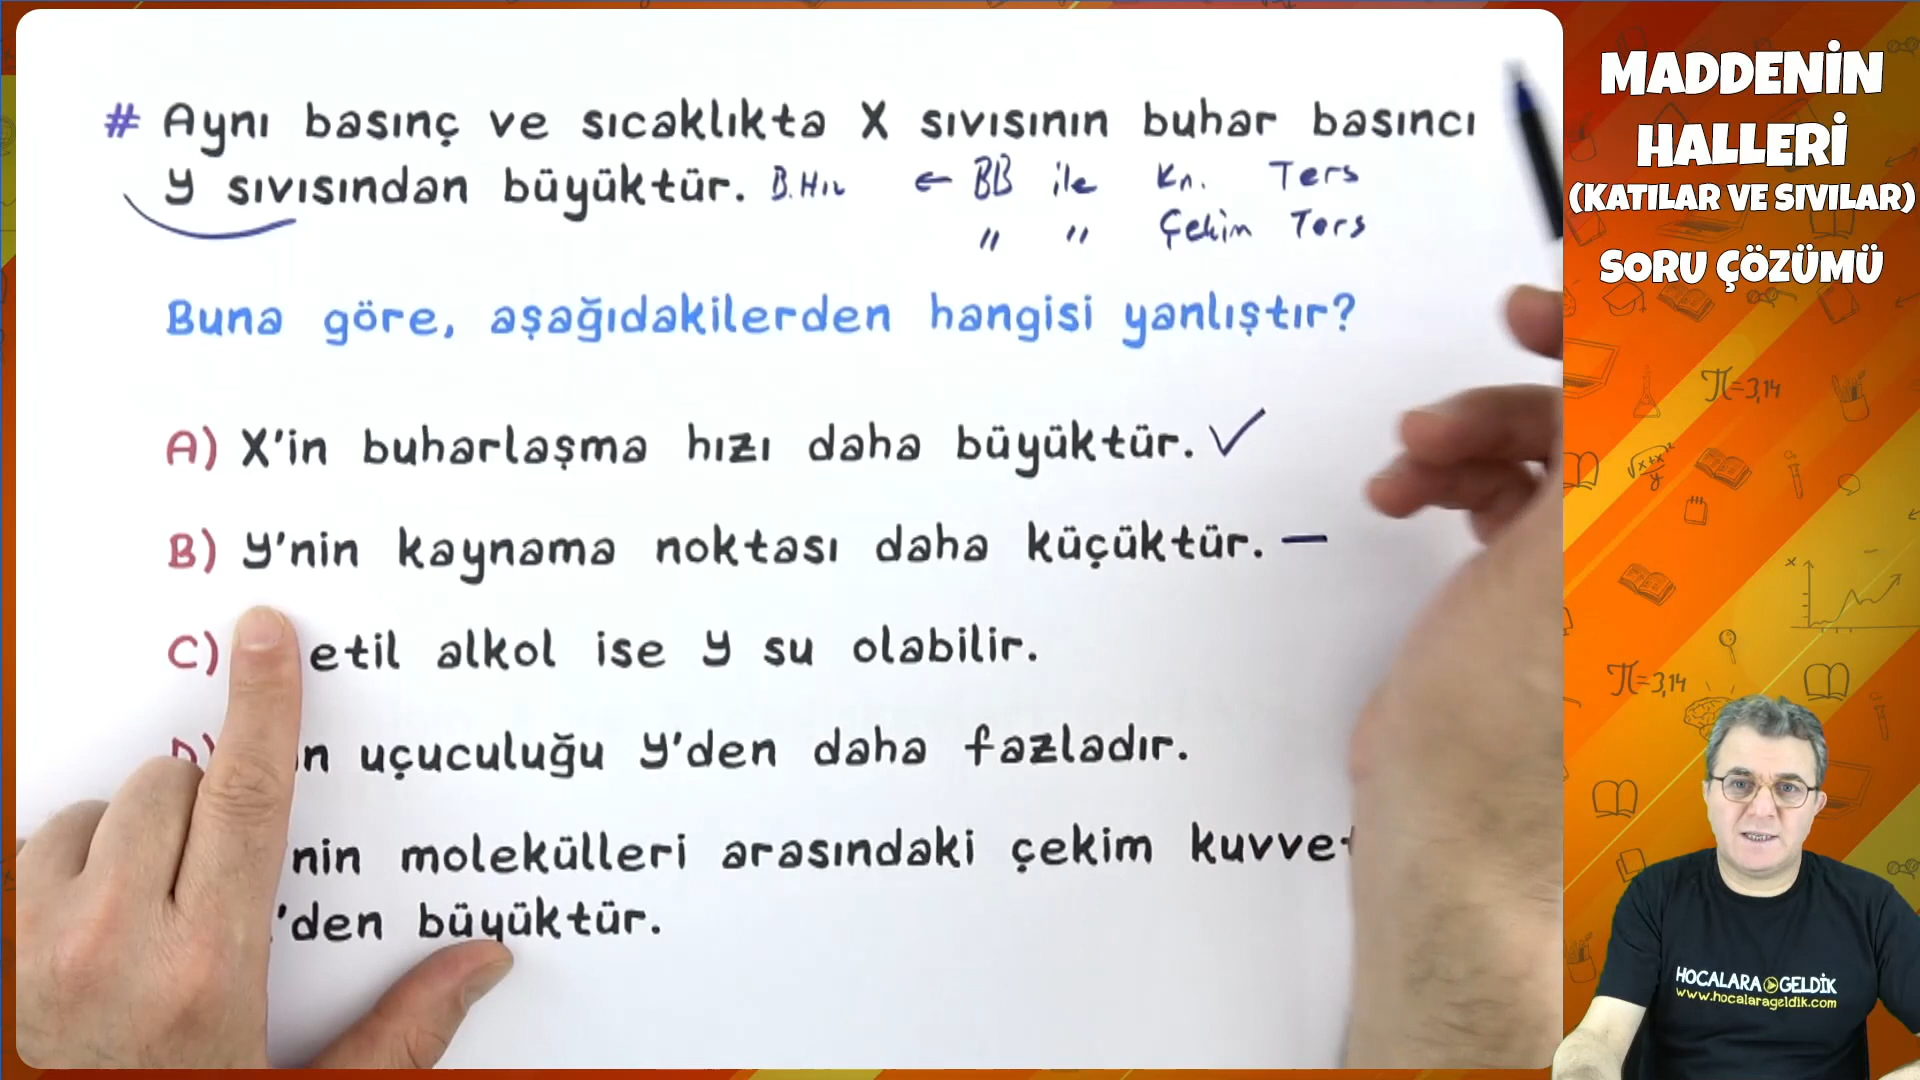 # Aynı basınç ve sıcaklıkta X sıvısının buhar basıncı
Y sıvısından büyüktür. B.Hız ← BB ile Kn. Ters
" " Çekim Ters
Buna göre, aşağıdakilerden hangisi yanlıştır?
A) X'in buharlaşma hızı daha büyüktür. ✓
B) Y'nin kaynama noktası daha küçüktür. —
C) etil alkol ise Y su olabilir.
D) n uçuculuğu Y'den daha fazladır.
'nin molekülleri arasındaki çekim
'den büyüktür.
MADDENİN
HALLERİ
(KATILAR VE SIVILAR)
SORU ÇÖZÜMÜ
π=3,14
π=3,14
HOCALARA GELDİK
www.hocalarageldik.com